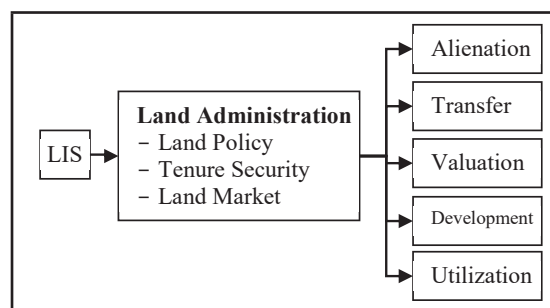 LIS
Land Administration
– Land Policy
– Tenure Security
– Land Market
Alienation
Transfer
Valuation
Development
Utilization